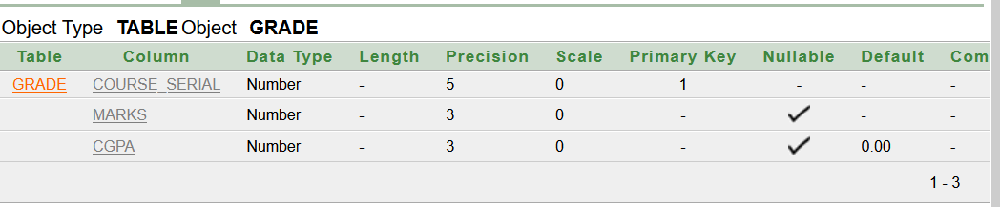 Object Type TABLE Object GRADE
Table Column Data Type Length Precision Scale Primary Key Nullable Default Com
GRADE COURSE_SERIAL Number - 5 0 1 - - -
MARKS Number - 3 0 - ✓ - -
CGPA Number - 3 0 - ✓ 0.00 -
1 - 3